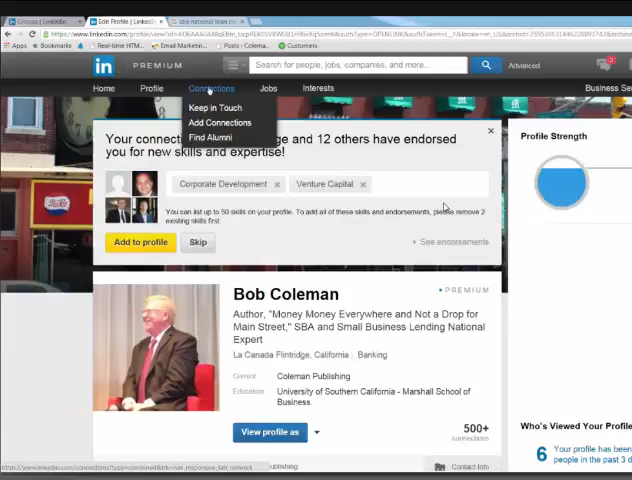 Groups | LinkedIn
Edit Profile | LinkedIn
Apps
Bookmarks
Real-time HTM...
Email Marketin...
Posts ‹ Colema...
Customers
in PREMIUM
Search for people, jobs, companies, and more...
Advanced
Home Profile Connections Jobs Interests
Business Ser
Keep in Touch
Add Connections
Find Alumni
Your connec ge and 12 others have endorsed
you for new skills and expertise!
Corporate Development × Venture Capital ×
You can list up to 50 skills on your profile. To add all of these skills and endorsements, please remove 2
existing skills first
Add to profile Skip
See endorsements
Profile Strength
pepsi
PREMIUM
Bob Coleman
Author, "Money Money Everywhere and Not a Drop for
Main Street," SBA and Small Business Lending National
Expert
La Canada Flintridge, California Banking
Current Coleman Publishing
Education University of Southern California - Marshall School of
Business
View profile as
500+
connections
Who's Viewed Your Profile
6 Your profile has been
people in the past 3 d
publishing
Contact Info